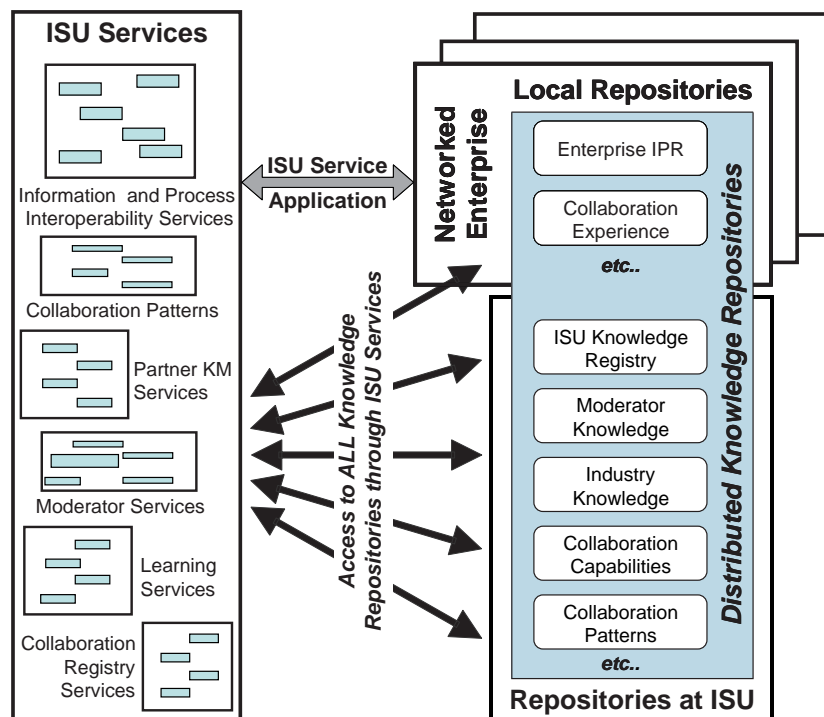 ISU Services
Information and Process
Interoperability Services
Collaboration Patterns
Partner KM
Services
Moderator Services
Learning
Services
Collaboration
Registry
Services
ISU Service
Application
Access to ALL Knowledge
Repositories through ISU Services
Networked
Enterprise
Local Repositories
Enterprise IPR
Collaboration
Experience
etc..
ISU Knowledge
Registry
Moderator
Knowledge
Industry
Knowledge
Collaboration
Capabilities
Collaboration
Patterns
etc..
Distributed Knowledge Repositories
Repositories at ISU